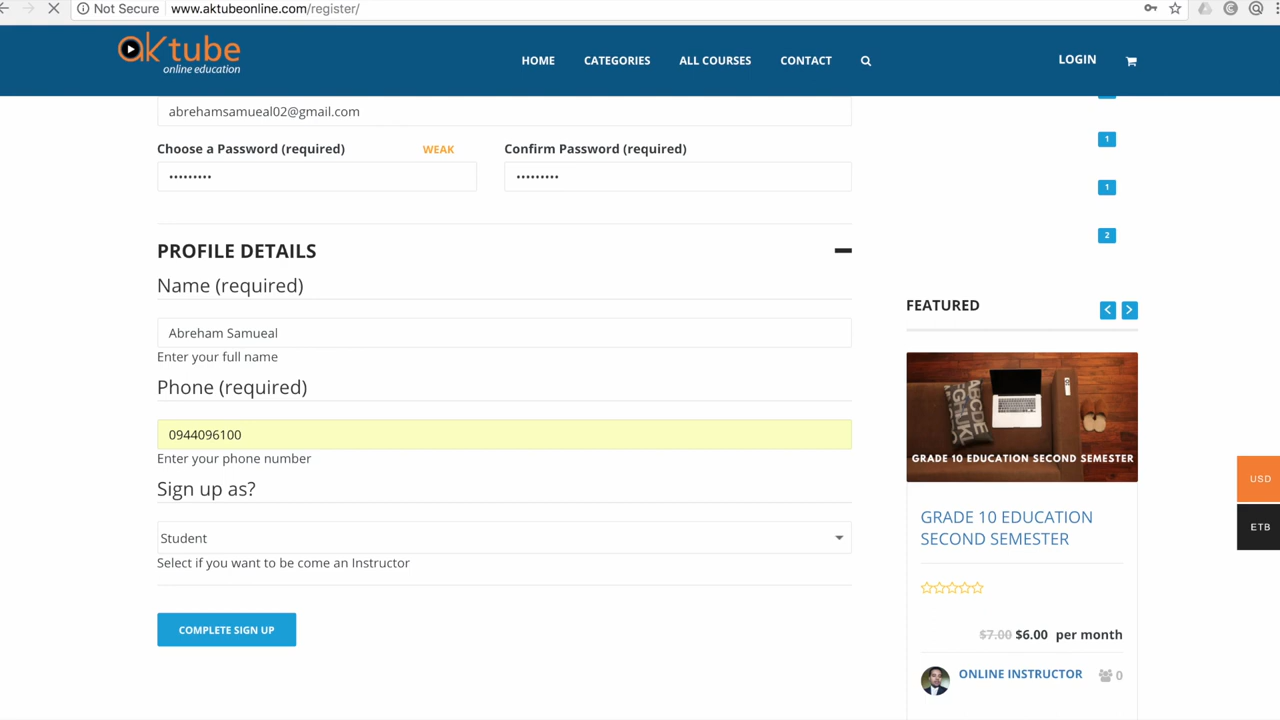 Not Secure
www.aktubeonline.com/register/
aktube
online education
HOME
CATEGORIES
ALL COURSES
CONTACT
LOGIN
abrehamsamueal02@gmail.com
Choose a Password (required)
WEAK
Confirm Password (required)
•••••••••
•••••••••
1
1
2
PROFILE DETAILS
Name (required)
Abreham Samueal
Enter your full name
Phone (required)
0944096100
Enter your phone number
Sign up as?
Student
Select if you want to be come an Instructor
COMPLETE SIGN UP
FEATURED
GRADE 10 EDUCATION SECOND SEMESTER
GRADE 10 EDUCATION
SECOND SEMESTER
$7.00 $6.00 per month
ONLINE INSTRUCTOR
0
USD
ETB